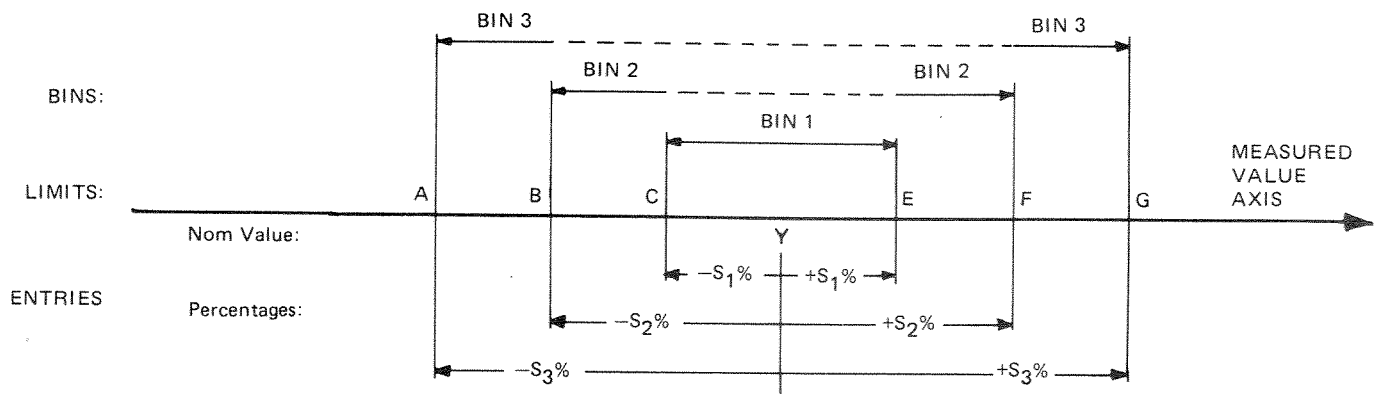 BIN 3 BIN 3
BIN 2 BIN 2
BINS:
BIN 1
MEASURED
VALUE
AXIS
LIMITS: A B C E F G
Nom Value: Y
−S1% +S1%
ENTRIES
Percentages:
−S2% +S2%
−S3% +S3%